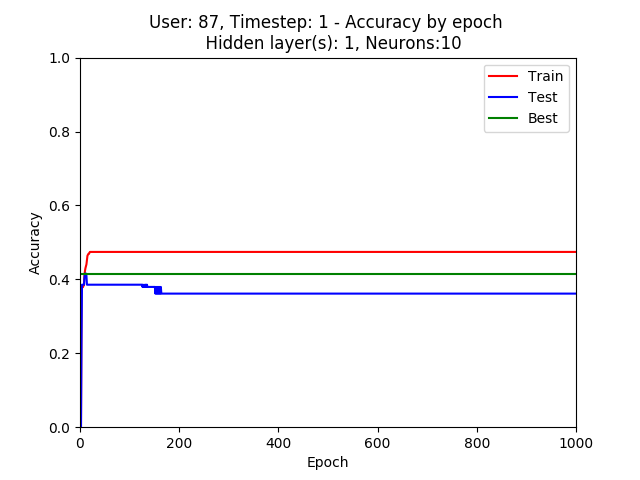 User: 87, Timestep: 1 - Accuracy by epoch
Hidden layer(s): 1, Neurons:10
Train
Test
Best
1.0
0.8
0.6
0.4
0.2
0.0
Accuracy
0
200
400
600
800
1000
Epoch